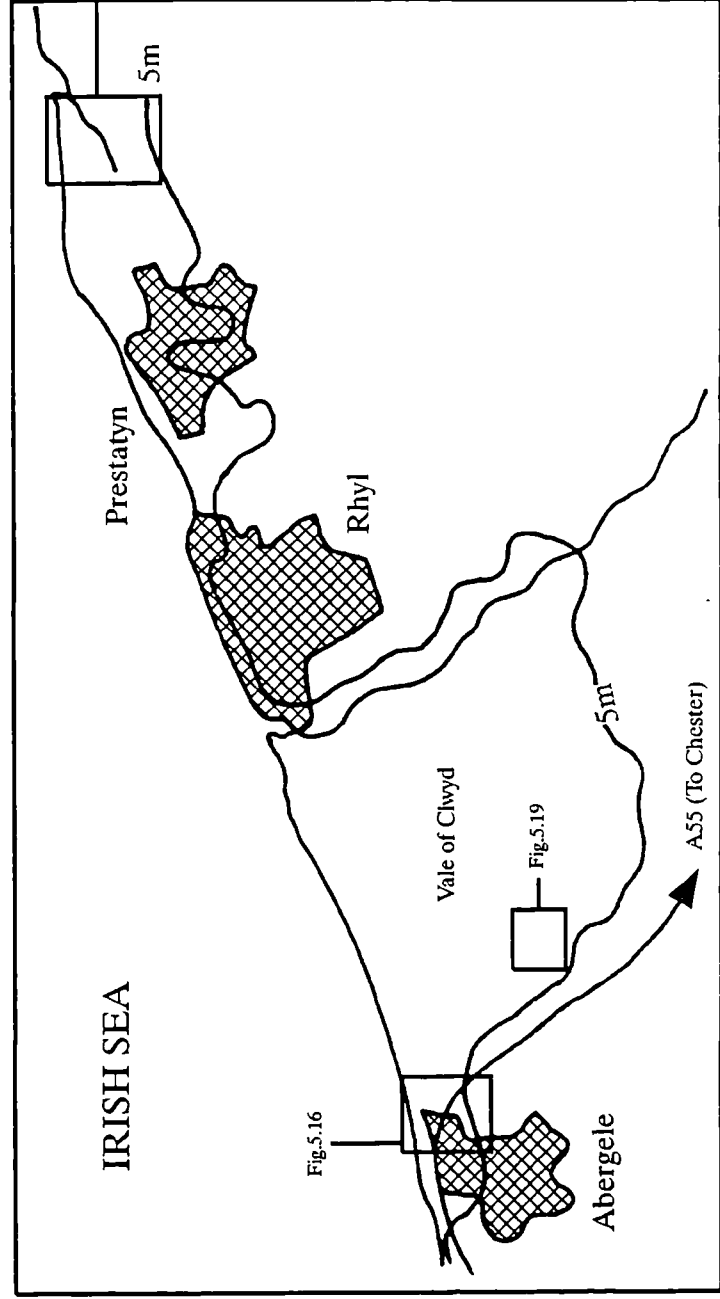 IRISH SEA
Prestatyn
5m
Rhyl
Fig.5.16
Vale of Clwyd
Fig.5.19
5m
Abergele
A55 (To Chester)